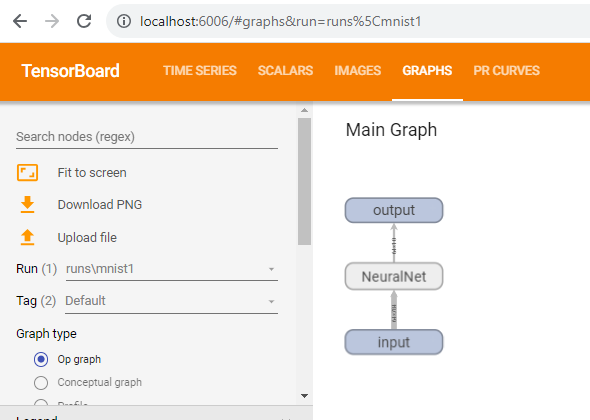 localhost:6006/#graphs&run=runs%5Cmnist1
TensorBoard TIME SERIES SCALARS IMAGES GRAPHS PR CURVES
Search nodes (regex)
Fit to screen
Download PNG
Upload file
Run (1) runs\mnist1
Tag (2) Default
Graph type
Op graph
Conceptual graph
Profile
Legend
Main Graph
output
NeuralNet
input